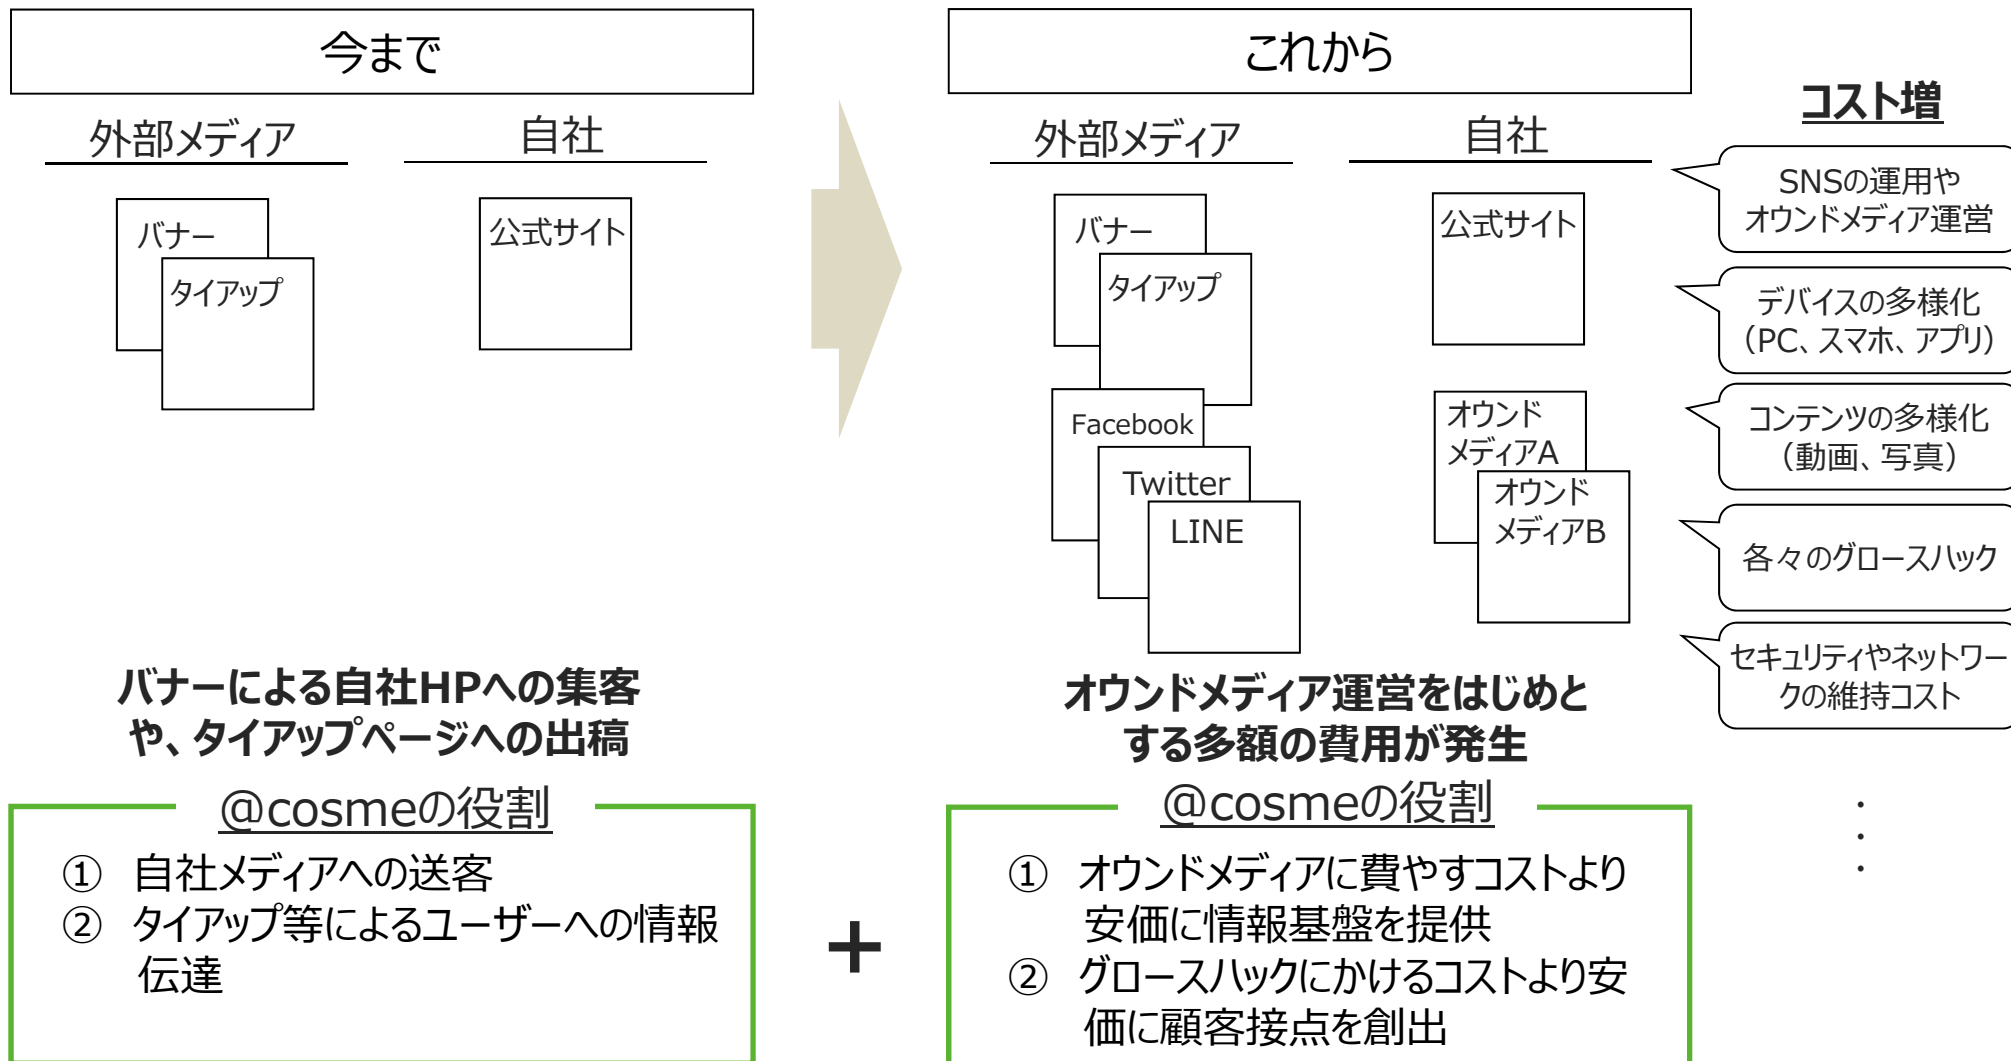 今まで
外部メディア
自社
バナー
タイアップ
公式サイト
バナーによる自社HPへの集客
や、タイアップページへの出稿
@cosmeの役割
① 自社メディアへの送客
② タイアップ等によるユーザーへの情報
伝達
+
これから
外部メディア
自社
バナー
タイアップ
Facebook
Twitter
LINE
公式サイト
オウンド
メディアA
オウンド
メディアB
オウンドメディア運営をはじめと
する多額の費用が発生
@cosmeの役割
① オウンドメディアに費やすコストより
安価に情報基盤を提供
② グロースハックにかけるコストより安
価に顧客接点を創出
コスト増
SNSの運用や
オウンドメディア運営
デバイスの多様化
（PC、スマホ、アプリ）
コンテンツの多様化
（動画、写真）
各々のグロースハック
セキュリティやネットワー
クの維持コスト
・
・
・